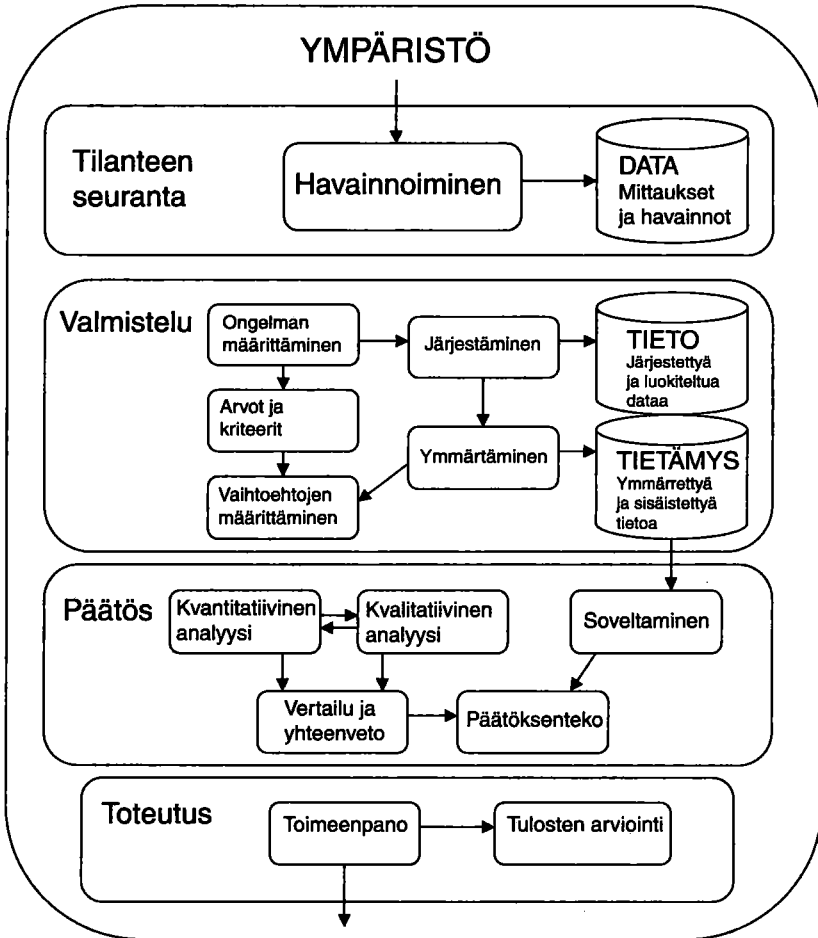 YMPÄRISTÖ
Tilanteen
seuranta
Havainnoiminen
DATA
Mittaukset
ja havainnot
Valmistelu
Ongelman
määrittäminen
Järjestäminen
TIETO
Järjestettyä
ja luokiteltua
dataa
Arvot ja
kriteerit
Ymmärtäminen
TIETÄMYS
Ymmärrettyä
ja sisäistettyä
tietoa
Vaihtoehtojen
määrittäminen
Päätös
Kvantitatiivinen
analyysi
Kvalitatiivinen
analyysi
Soveltaminen
Vertailu ja
yhteenveto
Päätöksenteko
Toteutus
Toimeenpano
Tulosten arviointi